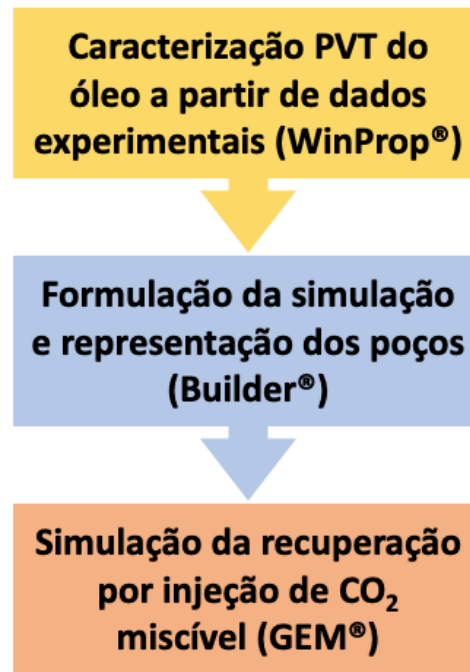 Caracterização PVT do
óleo a partir de dados
experimentais (WinProp®)
Formulação da simulação
e representação dos poços
(Builder®)
Simulação da recuperação
por injeção de CO₂
miscível (GEM®)